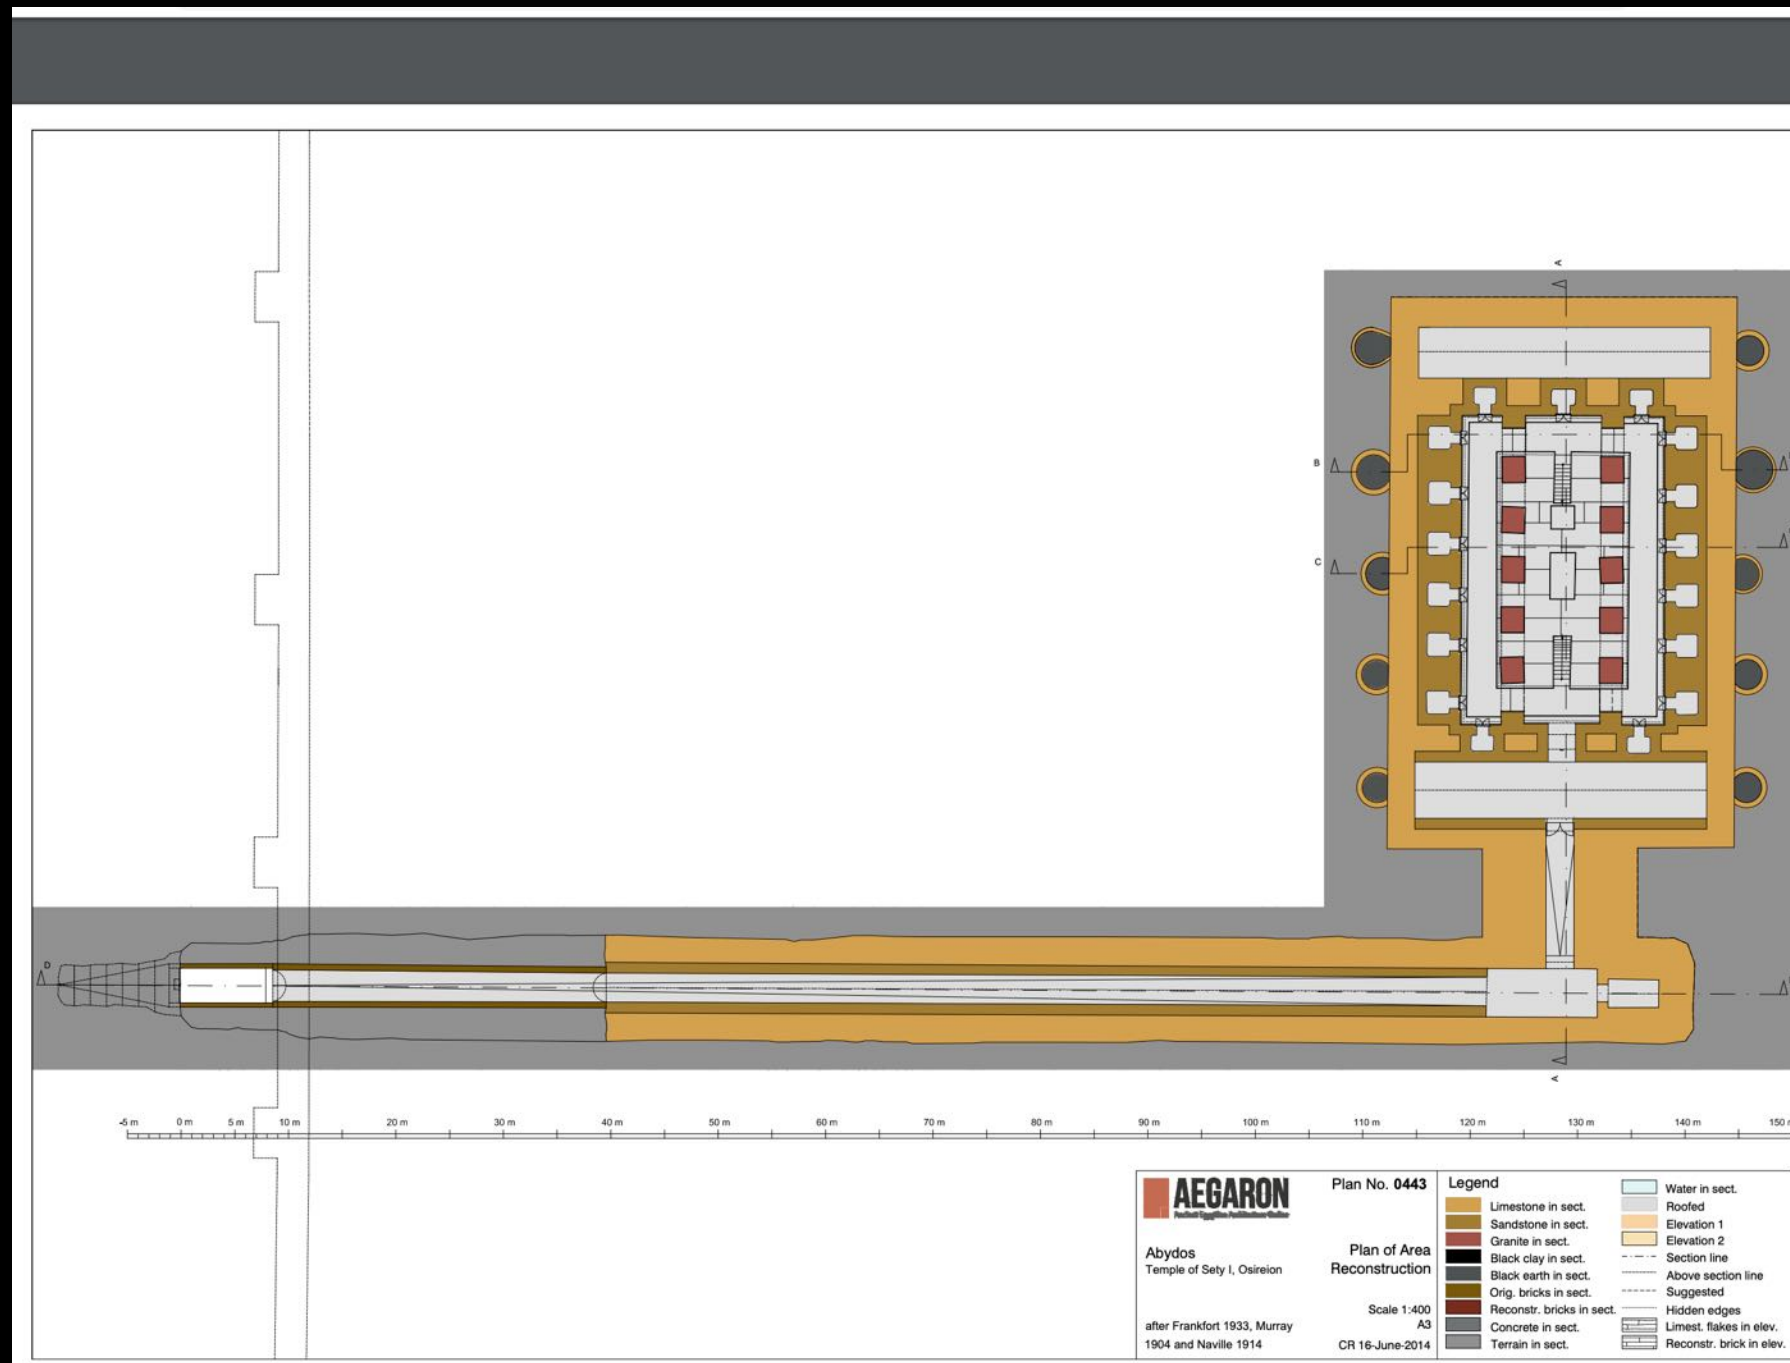 A
B
C
D
A
-5 m 0 m 5 m 10 m 20 m 30 m 40 m 50 m 60 m 70 m 80 m 90 m 100 m 110 m 120 m 130 m 140 m
AEGARON
Plan No. 0443
Abydos
Temple of Sety I, Osireion
Plan of Area
Reconstruction
Scale 1:400
A3
after Frankfort 1933, Murray
1904 and Naville 1914
CR 16-June-2014
Legend
Limestone in sect.
Sandstone in sect.
Granite in sect.
Black clay in sect.
Black earth in sect.
Orig. bricks in sect.
Reconstr. bricks in sect.
Concrete in sect.
Terrain in sect.
Water in sect.
Roofed
Elevation 1
Elevation 2
Section line
Above section line
Suggested
Hidden edges
Limest. flakes in elev.
Reconstr. brick in elev.